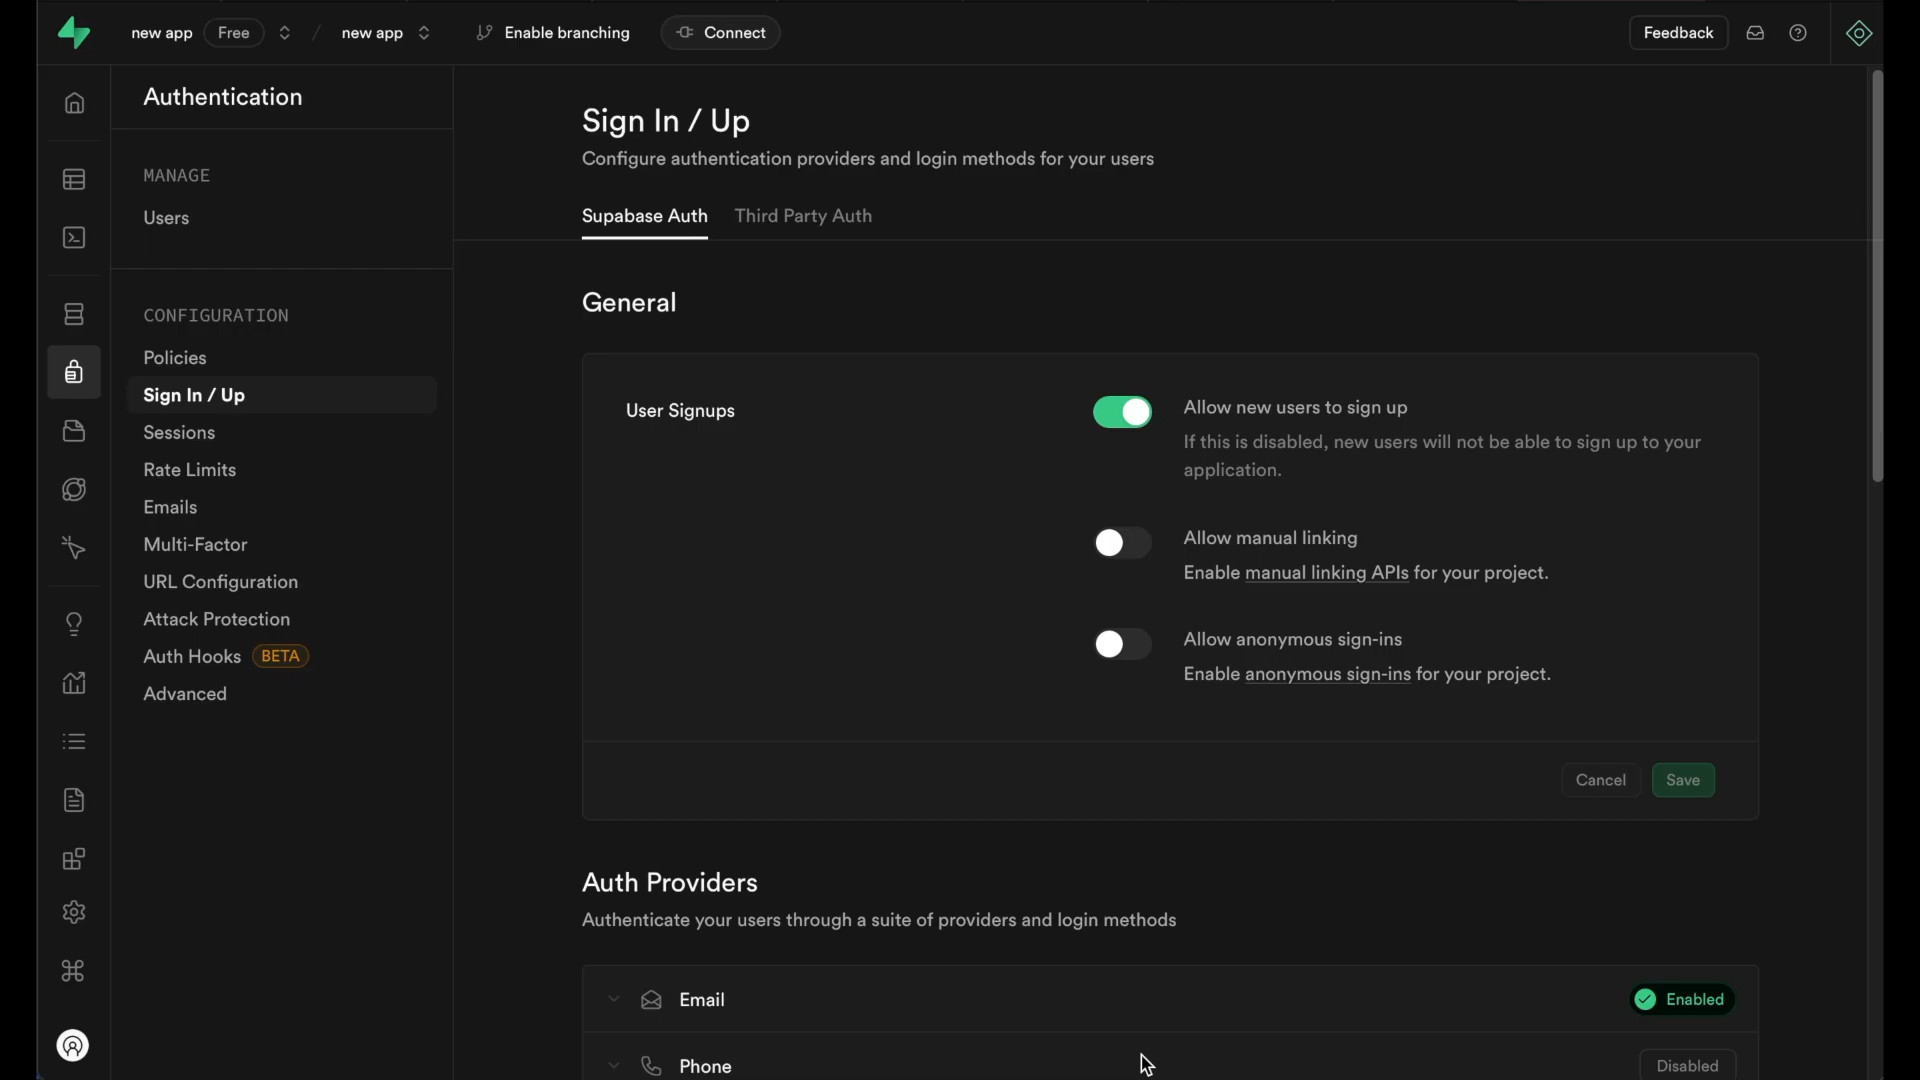 new app Free new app Enable branching Connect Feedback
Authentication
MANAGE
Users
CONFIGURATION
Policies
Sign In / Up
Sessions
Rate Limits
Emails
Multi-Factor
URL Configuration
Attack Protection
Auth Hooks BETA
Advanced
Sign In / Up
Configure authentication providers and login methods for your users
Supabase Auth Third Party Auth
General
User Signups
Allow new users to sign up
If this is disabled, new users will not be able to sign up to your
application.
Allow manual linking
Enable manual linking APIs for your project.
Allow anonymous sign-ins
Enable anonymous sign-ins for your project.
Cancel Save
Auth Providers
Authenticate your users through a suite of providers and login methods
Email Enabled
Phone Disabled